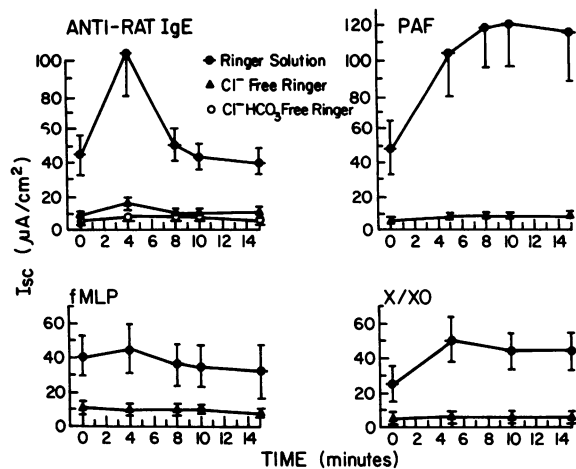 ANTI-RAT IgE
PAF
Ringer Solution
Cl⁻ Free Ringer
Cl⁻HCO₃Free Ringer
100
80
60
40
20
0
0 2 4 6 8 10 12 14
120
100
80
60
40
20
0
0 2 4 6 8 10 12 14
Isc (μA/cm²)
fMLP
X/XO
60
40
20
0
0 2 4 6 8 10 12 14
60
40
20
0
0 2 4 6 8 10 12 14
TIME (minutes)